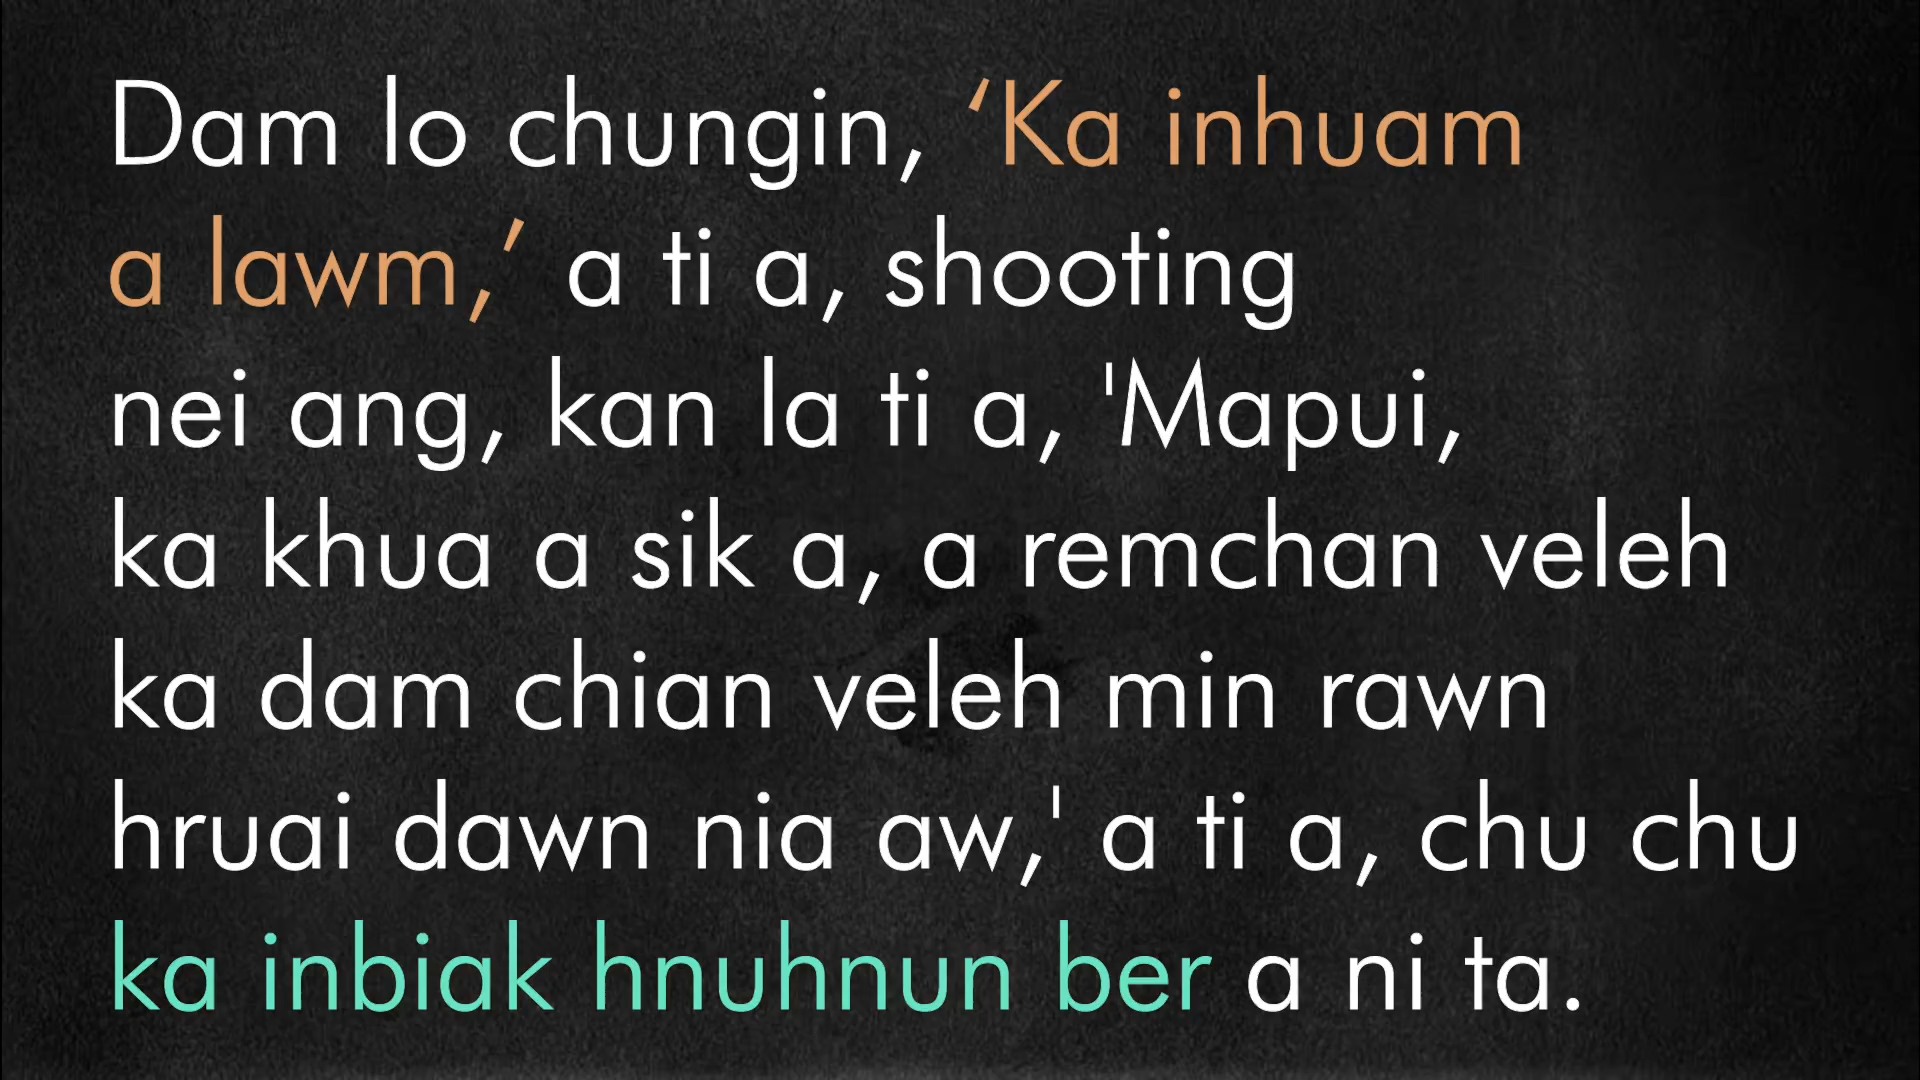 Dam lo chungin, ‘Ka inhuam
a lawm,’ a ti a, shooting
nei ang, kan la ti a, 'Mapui,
ka khua a sik a, a remchan veleh
ka dam chian veleh min rawn
hruai dawn nia aw,' a ti a, chu chu
ka inbiak hnuhnun ber a ni ta.